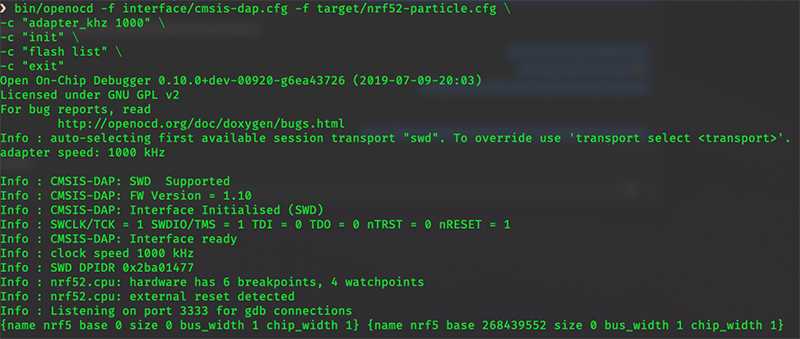 ❯ bin/openocd -f interface/cmsis-dap.cfg -f target/nrf52-particle.cfg \
-c "adapter_khz 1000" \
-c "init" \
-c "flash list" \
-c "exit"
Open On-Chip Debugger 0.10.0+dev-00920-g6ea43726 (2019-07-09-20:03)
Licensed under GNU GPL v2
For bug reports, read
        http://openocd.org/doc/doxygen/bugs.html
Info : auto-selecting first available session transport "swd". To override use 'transport select <transport>'.
adapter speed: 1000 kHz

Info : CMSIS-DAP: SWD  Supported
Info : CMSIS-DAP: FW Version = 1.10
Info : CMSIS-DAP: Interface Initialised (SWD)
Info : SWCLK/TCK = 1 SWDIO/TMS = 1 TDI = 0 TDO = 0 nTRST = 0 nRESET = 1
Info : CMSIS-DAP: Interface ready
Info : clock speed 1000 kHz
Info : SWD DPIDR 0x2ba01477
Info : nrf52.cpu: hardware has 6 breakpoints, 4 watchpoints
Info : nrf52.cpu: external reset detected
Info : Listening on port 3333 for gdb connections
{name nrf5 base 0 size 0 bus_width 1 chip_width 1} {name nrf5 base 268439552 size 0 bus_width 1 chip_width 1}